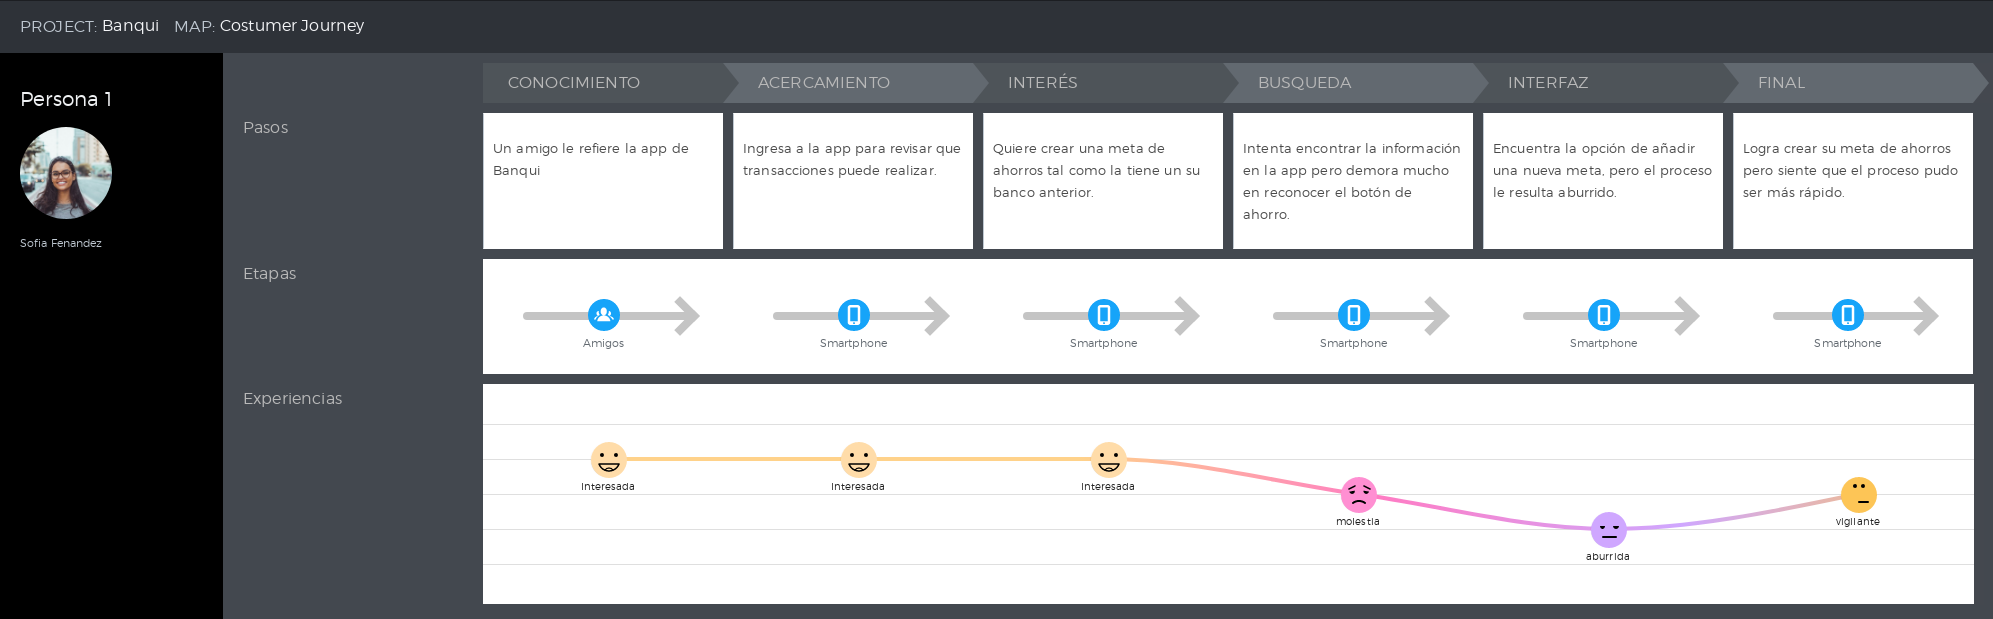 PROJECT: Banqui MAP: Costumer Journey
Persona 1
Sofia Fenandez
CONOCIMIENTO
ACERCAMIENTO
INTERÉS
BUSQUEDA
INTERFAZ
FINAL
Pasos
Un amigo le refiere la app de
Banqui
Ingresa a la app para revisar que
transacciones puede realizar.
Quiere crear una meta de
ahorros tal como la tiene un su
banco anterior.
Intenta encontrar la información
en la app pero demora mucho
en reconocer el botón de
ahorro.
Encuentra la opción de añadir
una nueva meta, pero el proceso
le resulta aburrido.
Logra crear su meta de ahorros
pero siente que el proceso pudo
ser más rápido.
Etapas
Amigos
Smartphone
Smartphone
Smartphone
Smartphone
Smartphone
Experiencias
Interesada
Interesada
Interesada
molestia
aburrida
vigilante